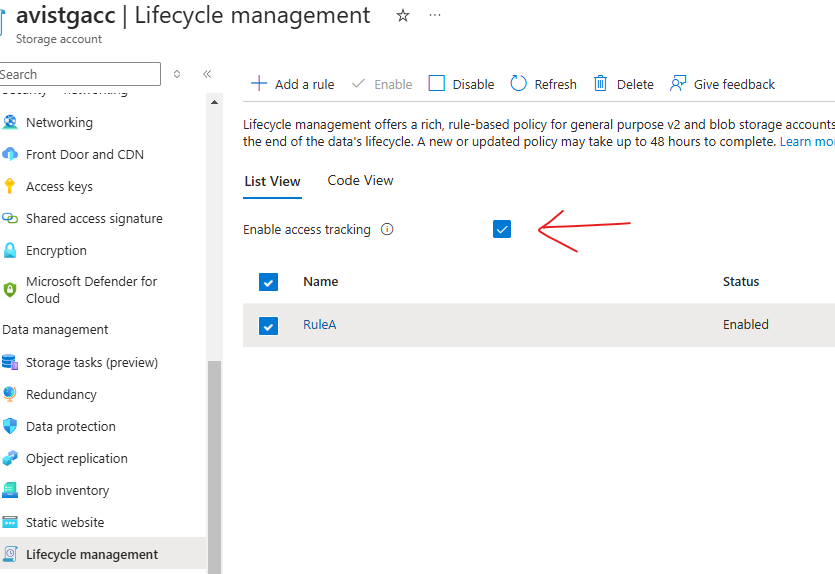 avistgacc | Lifecycle management
Storage account
Search
Networking
Front Door and CDN
Access keys
Shared access signature
Encryption
Microsoft Defender for
Cloud
Data management
Storage tasks (preview)
Redundancy
Data protection
Object replication
Blob inventory
Static website
Lifecycle management
Add a rule Enable Disable Refresh Delete Give feedback
Lifecycle management offers a rich, rule-based policy for general purpose v2 and blob storage accounts
the end of the data's lifecycle. A new or updated policy may take up to 48 hours to complete. Learn mo
List View Code View
Enable access tracking
Name Status
RuleA Enabled